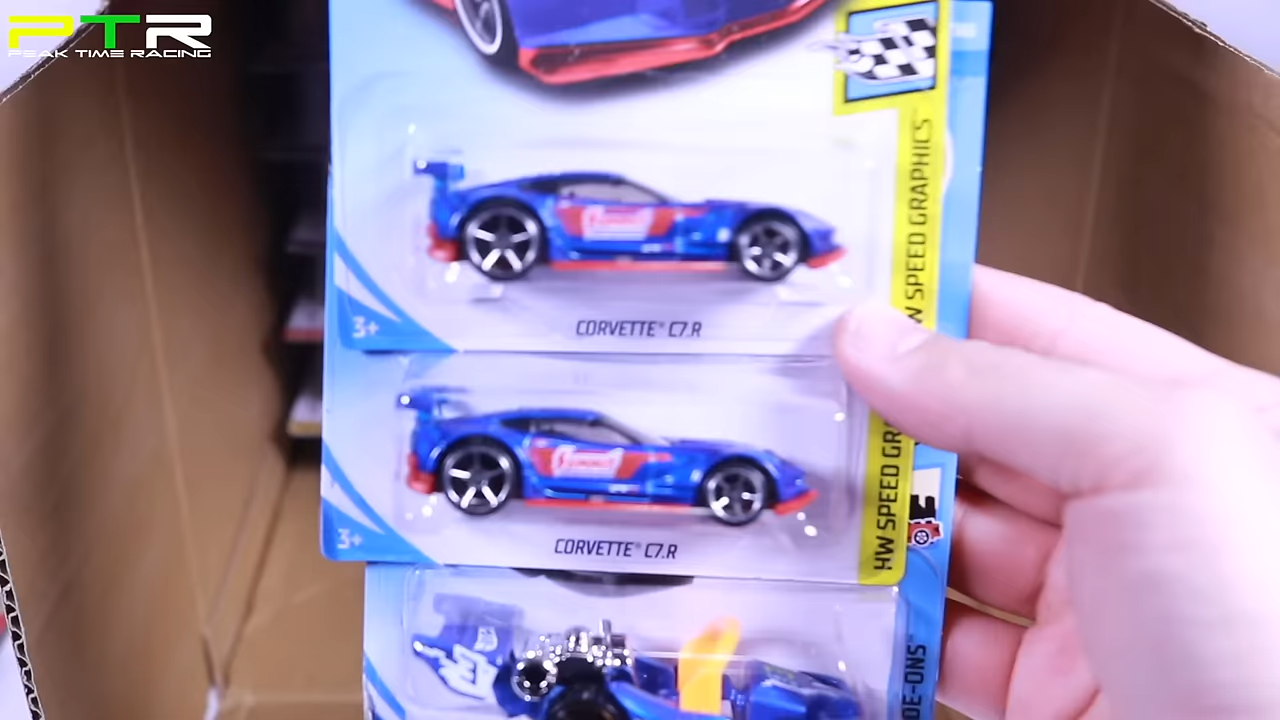 PTR
PEAK TIME RACING
HW SPEED GRAPHICS
3+
CORVETTE® C7.R
HW SPEED GR
3+
CORVETTE® C7.R
DE-ONS